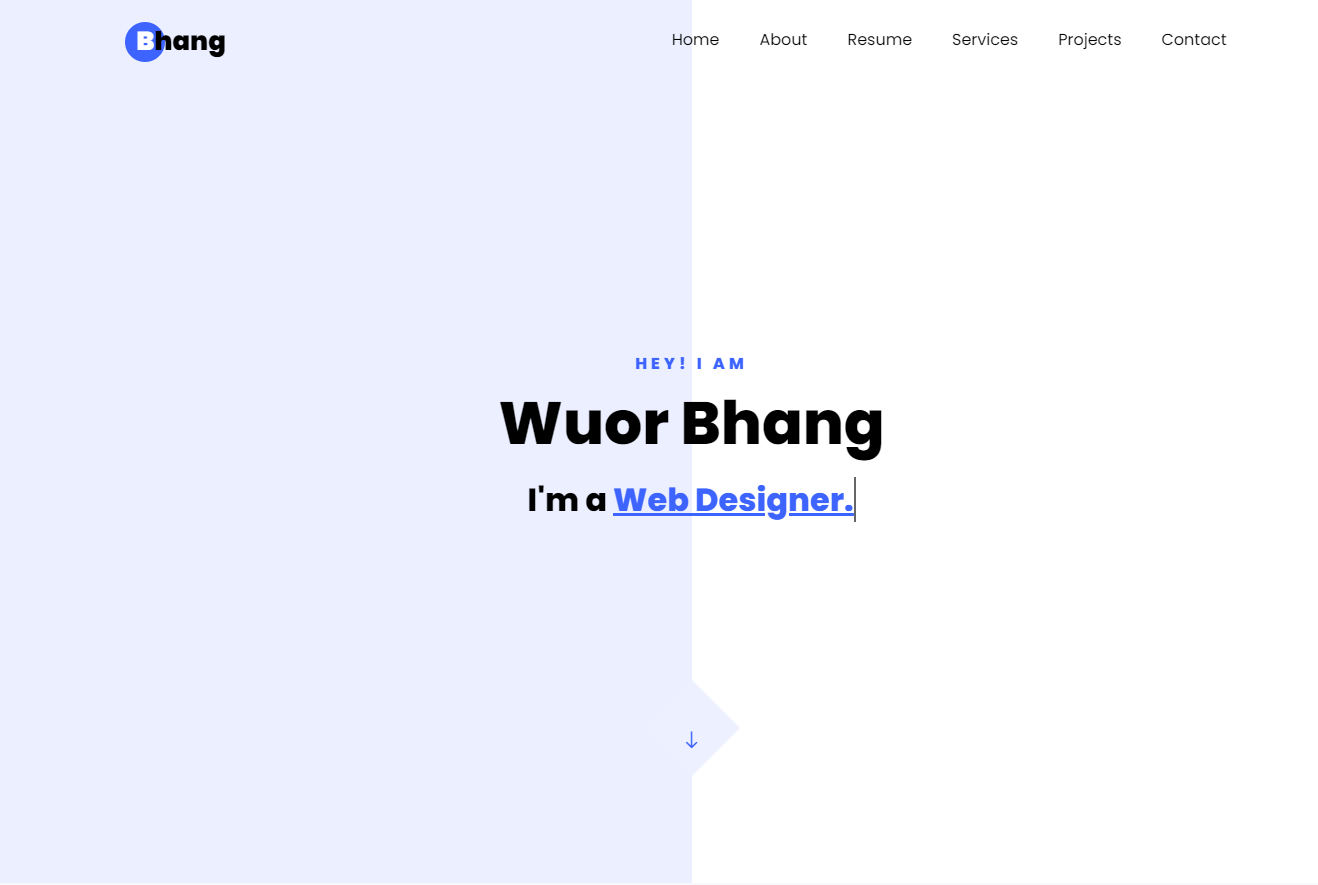 Bhang
Home About Resume Services Projects Contact
HEY! I AM
Wuor Bhang
I'm a Web Designer.